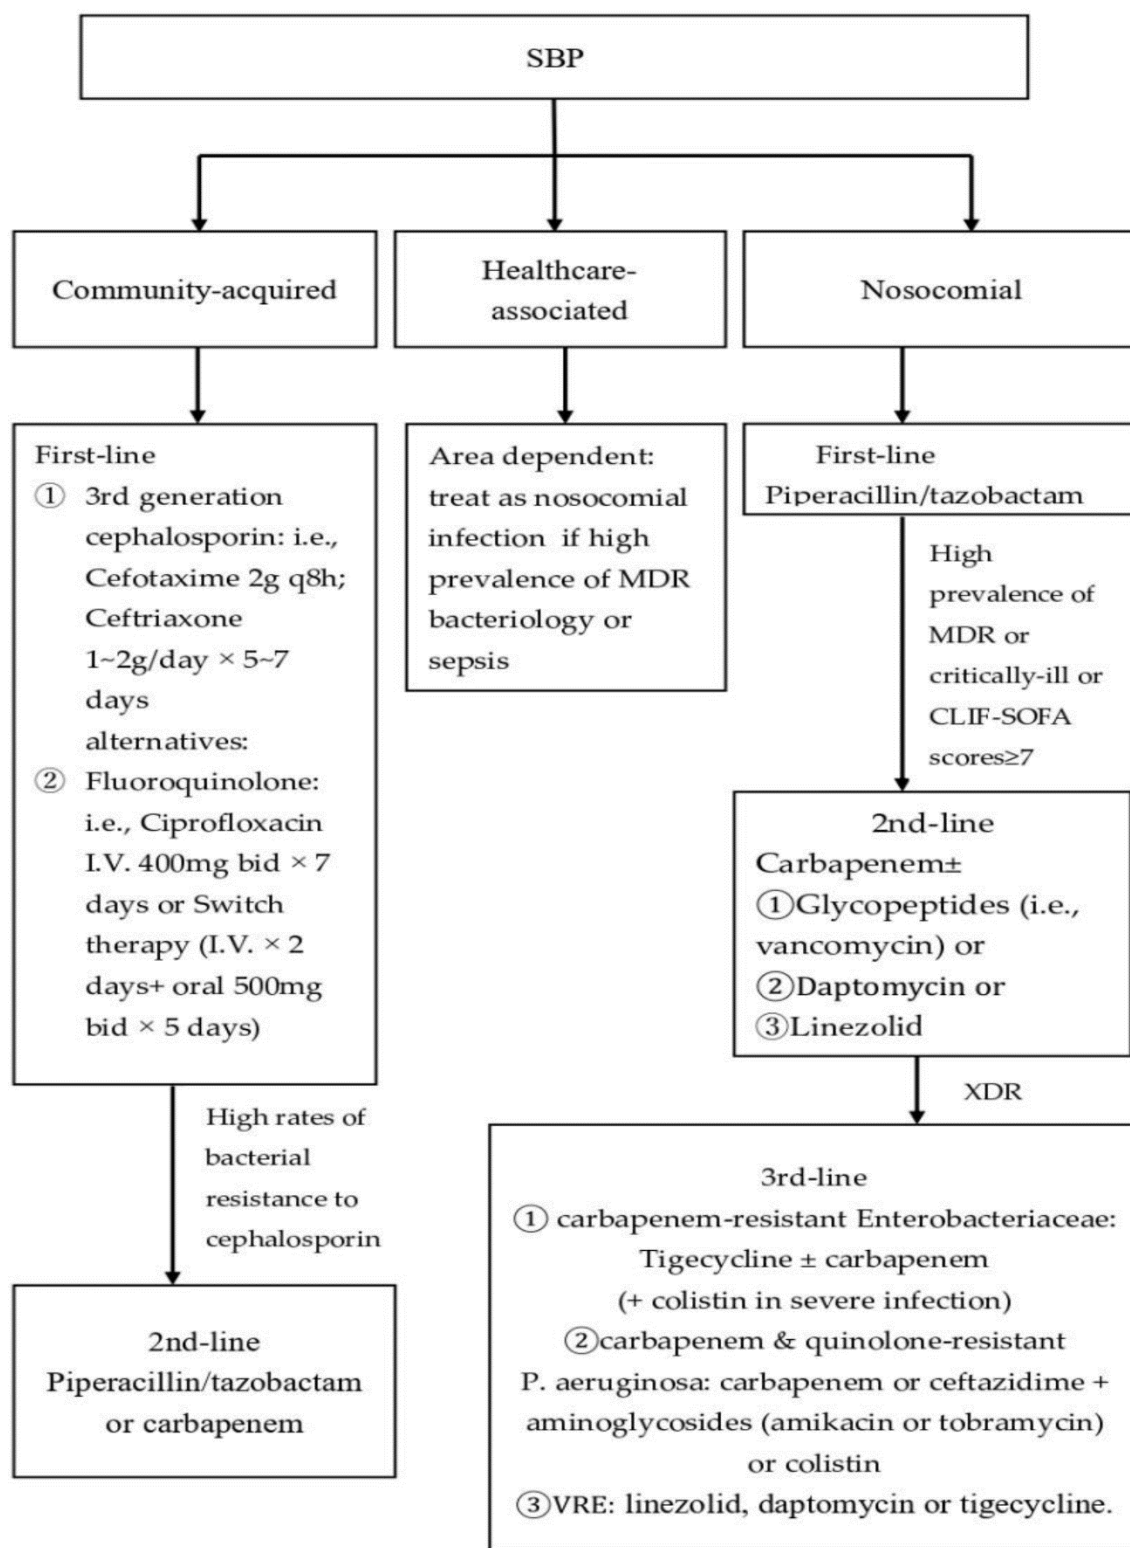 SBP
Community-acquired
Healthcare-
associated
Nosocomial
First-line
① 3rd generation
cephalosporin: i.e.,
Cefotaxime 2g q8h;
Ceftriaxone
1~2g/day × 5~7
days
alternatives:
② Fluoroquinolone:
i.e., Ciprofloxacin
I.V. 400mg bid × 7
days or Switch
therapy (I.V. × 2
days+ oral 500mg
bid × 5 days)
High rates of
bacterial
resistance to
cephalosporin
2nd-line
Piperacillin/tazobactam
or carbapenem
Area dependent:
treat as nosocomial
infection if high
prevalence of MDR
bacteriology or
sepsis
First-line
Piperacillin/tazobactam
High
prevalence of
MDR or
critically-ill or
CLIF-SOFA
scores≥7
2nd-line
Carbapenem±
①Glycopeptides (i.e.,
vancomycin) or
②Daptomycin or
③Linezolid
XDR
3rd-line
① carbapenem-resistant Enterobacteriaceae:
Tigecycline ± carbapenem
(+ colistin in severe infection)
②carbapenem & quinolone-resistant
P. aeruginosa: carbapenem or ceftazidime +
aminoglycosides (amikacin or tobramycin)
or colistin
③VRE: linezolid, daptomycin or tigecycline.